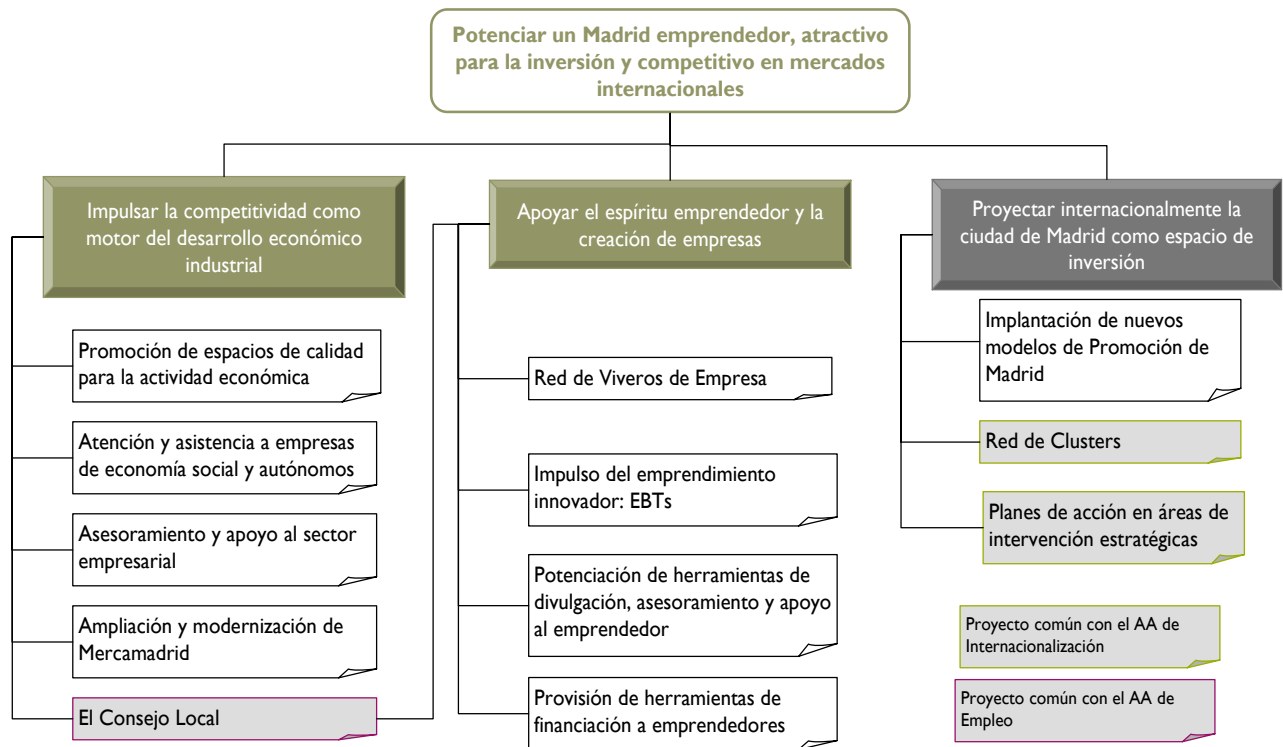 Potenciar un Madrid emprendedor, atractivo
para la inversión y competitivo en mercados
internacionales
Impulsar la competitividad como
motor del desarrollo económico
industrial
Promoción de espacios de calidad
para la actividad económica
Atención y asistencia a empresas
de economía social y autónomos
Asesoramiento y apoyo al sector
empresarial
Ampliación y modernización de
Mercamadrid
El Consejo Local
Apoyar el espíritu emprendedor y la
creación de empresas
Red de Viveros de Empresa
Impulso del emprendimiento
innovador: EBTs
Potenciación de herramientas de
divulgación, asesoramiento y apoyo
al emprendedor
Provisión de herramientas de
financiación a emprendedores
Proyectar internacionalmente la
ciudad de Madrid como espacio de
inversión
Implantación de nuevos
modelos de Promoción de
Madrid
Red de Clusters
Planes de acción en áreas de
intervención estratégicas
Proyecto común con el AA de
Internacionalización
Proyecto común con el AA de
Empleo